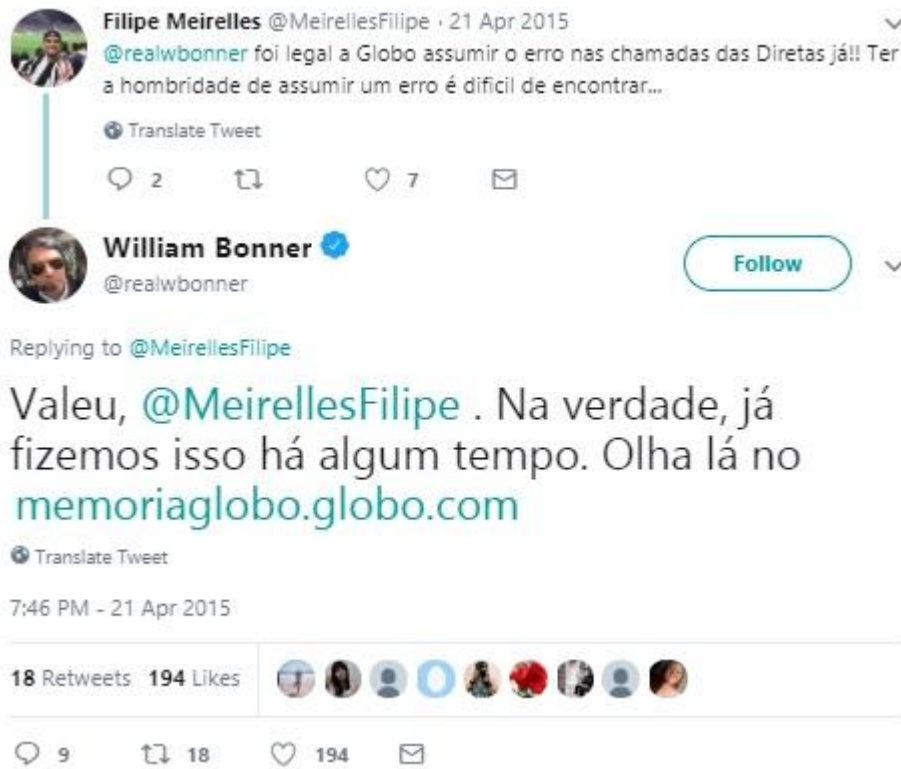 Filipe Meirelles @MeirellesFilipe · 21 Apr 2015
@realwbonner foi legal a Globo assumir o erro nas chamadas das Diretas já!! Ter
a hombridade de assumir um erro é dificil de encontrar...
Translate Tweet
2 7
William Bonner
@realwbonner
Follow
Replying to @MeirellesFilipe
Valeu, @MeirellesFilipe . Na verdade, já
fizemos isso há algum tempo. Olha lá no
memoriaglobo.globo.com
Translate Tweet
7:46 PM - 21 Apr 2015
18 Retweets 194 Likes
9 18 194